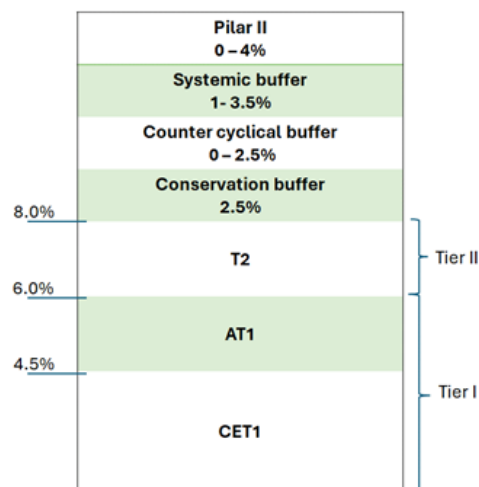 Pilar II
0 – 4%
Systemic buffer
1- 3.5%
Counter cyclical buffer
0 – 2.5%
Conservation buffer
2.5%
8.0%
T2
Tier II
6.0%
AT1
4.5%
Tier I
CET1